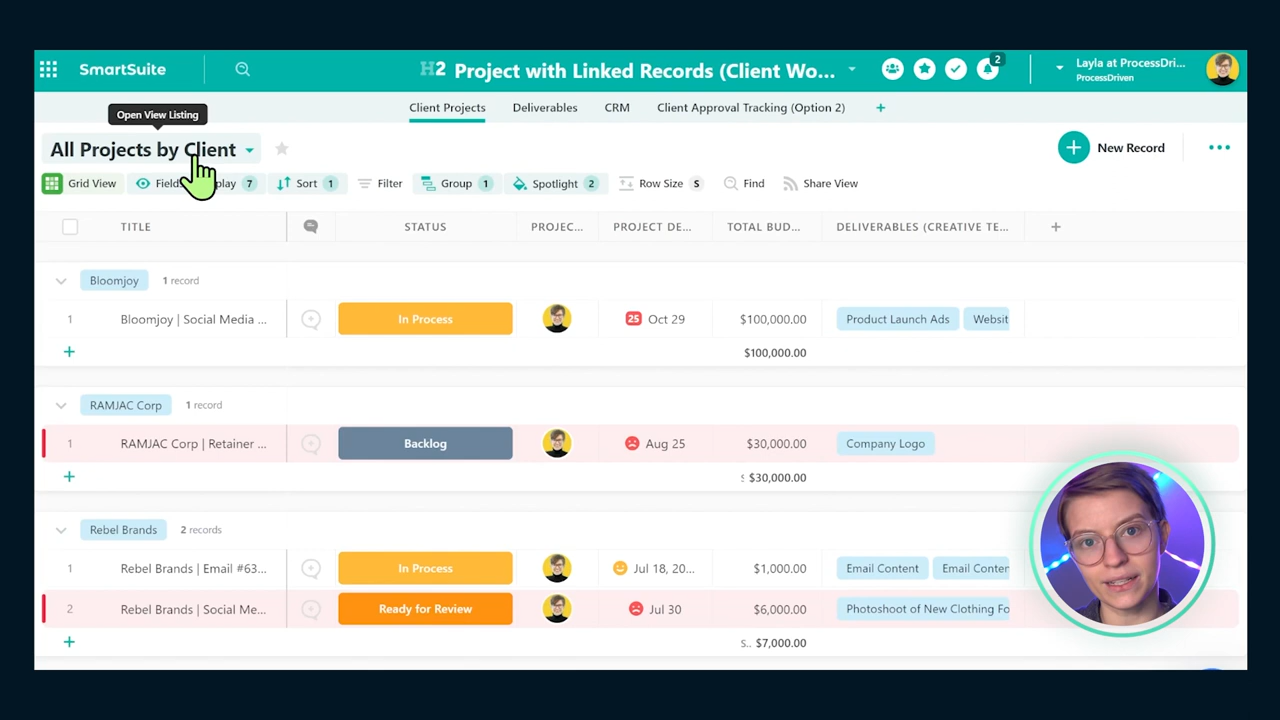 SmartSuite
H2 Project with Linked Records (Client Wo...
2
Layla at ProcessDri...
ProcessDriven
Client Projects
Deliverables
CRM
Client Approval Tracking (Option 2)
+
Open View Listing
All Projects by Client
New Record
Grid View
7
Sort 1
Filter
Group 1
Spotlight 2
Row Size S
Find
Share View
TITLE STATUS PROJEC... PROJECT DE... TOTAL BUD... DELIVERABLES (CREATIVE TE... +
Bloomjoy 1 record
1 Bloomjoy | Social Media ... In Process 25 Oct 29 $100,000.00 Product Launch Ads Websit
+ $100,000.00
RAMJAC Corp 1 record
1 RAMJAC Corp | Retainer ... Backlog Aug 25 $30,000.00 Company Logo
+ $30,000.00
Rebel Brands 2 records
1 Rebel Brands | Email #63... In Process Jul 18, 20... $1,000.00 Email Content Email Conter
2 Rebel Brands | Social Me... Ready for Review Jul 30 $6,000.00 Photoshoot of New Clothing Fo
+ S.. $7,000.00